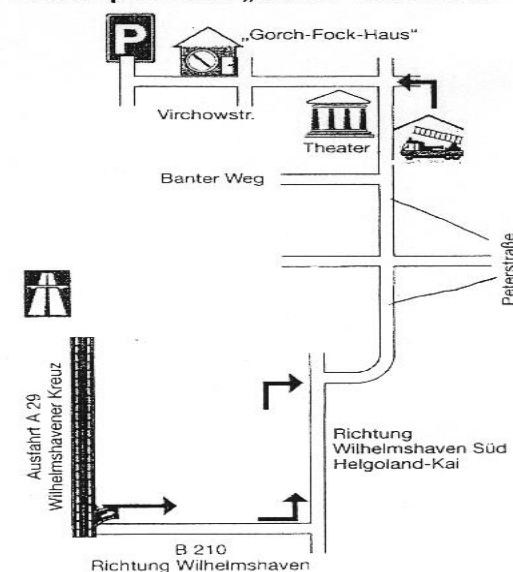 P
„Gorch-Fock-Haus"
Virchowstr.
Theater
Banter Weg
Peterstraße
Ausfahrt A 29
Wilhelmshavener Kreuz
Richtung
Wilhelmshaven Süd
Helgoland-Kai
B 210
Richtung Wilhelmshaven